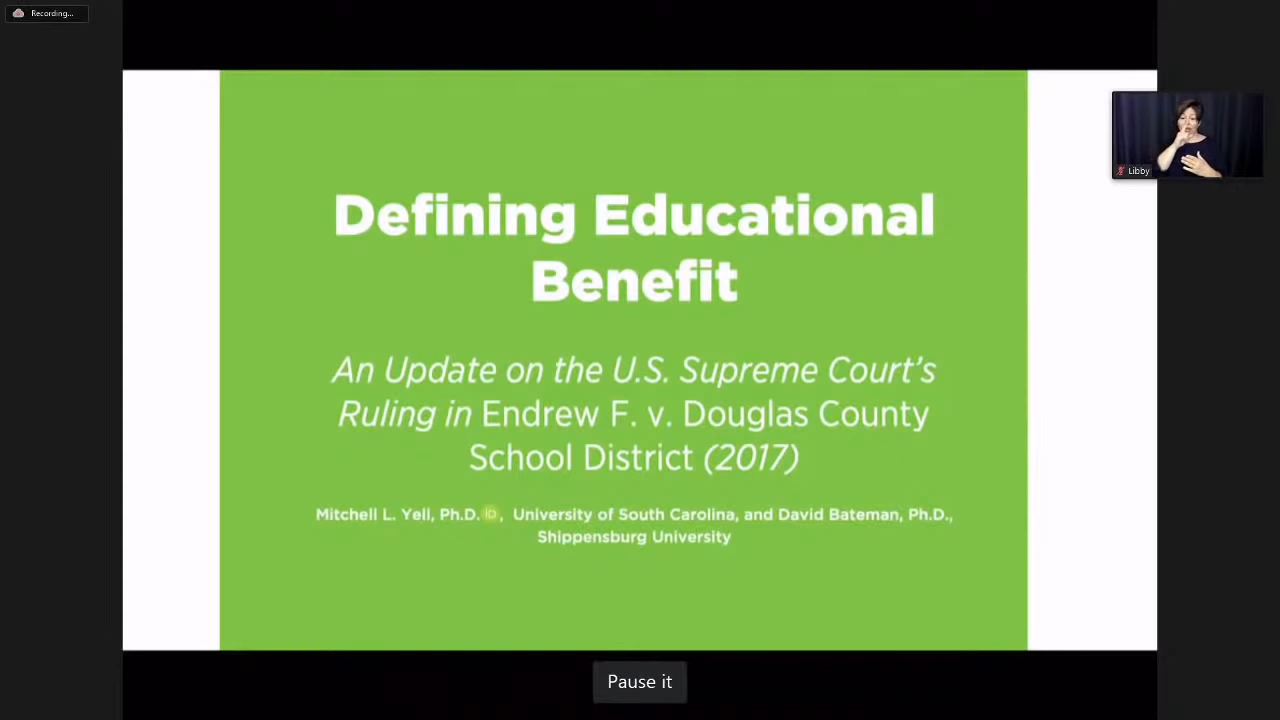 Recording...
Defining Educational
Benefit
An Update on the U.S. Supreme Court's
Ruling in Endrew F. v. Douglas County
School District (2017)
Mitchell L. Yell, Ph.D. iD, University of South Carolina, and David Bateman, Ph.D.,
Shippensburg University
Libby
Pause it